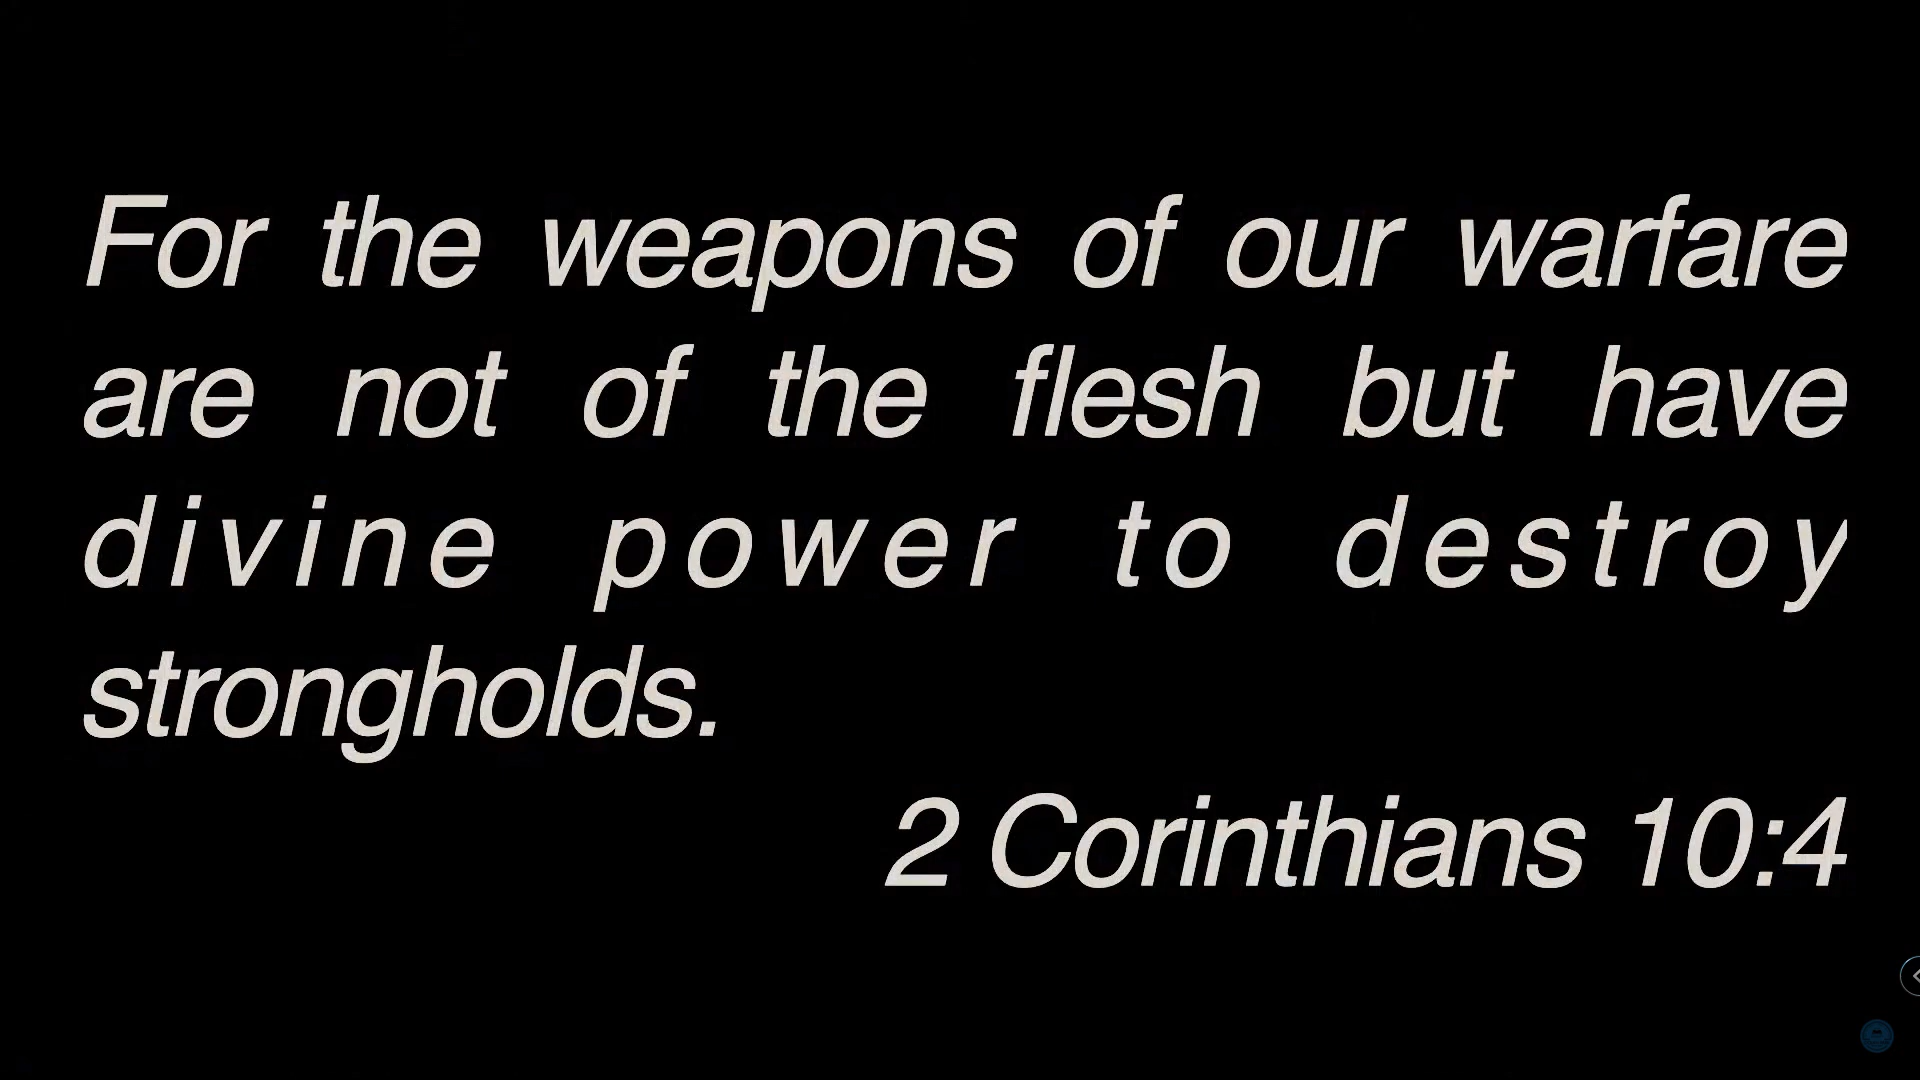 For the weapons of our warfare
are not of the flesh but have
divine power to destroy
strongholds.
2 Corinthians 10:4